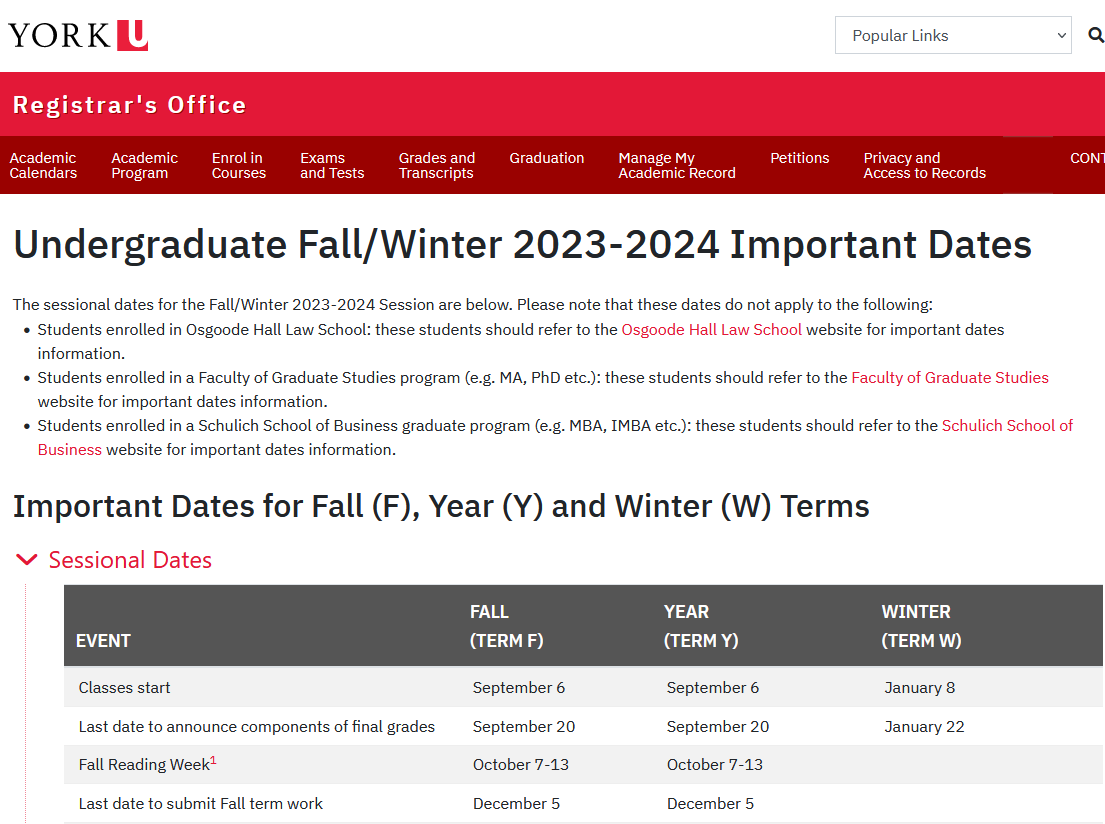 YORK U
Popular Links
Registrar's Office
Academic Calendars
Academic Program
Enrol in Courses
Exams and Tests
Grades and Transcripts
Graduation
Manage My Academic Record
Petitions
Privacy and Access to Records
CONT
Undergraduate Fall/Winter 2023-2024 Important Dates
The sessional dates for the Fall/Winter 2023-2024 Session are below. Please note that these dates do not apply to the following:
• Students enrolled in Osgoode Hall Law School: these students should refer to the Osgoode Hall Law School website for important dates
information.
• Students enrolled in a Faculty of Graduate Studies program (e.g. MA, PhD etc.): these students should refer to the Faculty of Graduate Studies
website for important dates information.
• Students enrolled in a Schulich School of Business graduate program (e.g. MBA, IMBA etc.): these students should refer to the Schulich School of
Business website for important dates information.
Important Dates for Fall (F), Year (Y) and Winter (W) Terms
Sessional Dates
EVENT FALL (TERM F) YEAR (TERM Y) WINTER (TERM W)
Classes start September 6 September 6 January 8
Last date to announce components of final grades September 20 September 20 January 22
Fall Reading Week1 October 7-13 October 7-13
Last date to submit Fall term work December 5 December 5